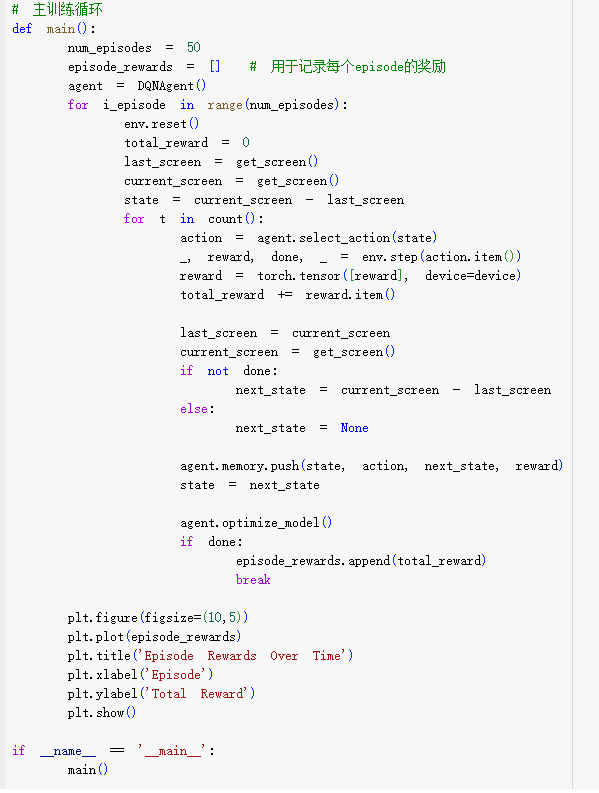 # 主训练循环
def main():
    num_episodes = 50
    episode_rewards = []  # 用于记录每个episode的奖励
    agent = DQNAgent()
    for i_episode in range(num_episodes):
        env.reset()
        total_reward = 0
        last_screen = get_screen()
        current_screen = get_screen()
        state = current_screen - last_screen
        for t in count():
            action = agent.select_action(state)
            _, reward, done, _ = env.step(action.item())
            reward = torch.tensor([reward], device=device)
            total_reward += reward.item()

            last_screen = current_screen
            current_screen = get_screen()
            if not done:
                next_state = current_screen - last_screen
            else:
                next_state = None

            agent.memory.push(state, action, next_state, reward)
            state = next_state

            agent.optimize_model()
            if done:
                episode_rewards.append(total_reward)
                break

    plt.figure(figsize=(10,5))
    plt.plot(episode_rewards)
    plt.title('Episode Rewards Over Time')
    plt.xlabel('Episode')
    plt.ylabel('Total Reward')
    plt.show()

if __name__ == '__main__':
    main()